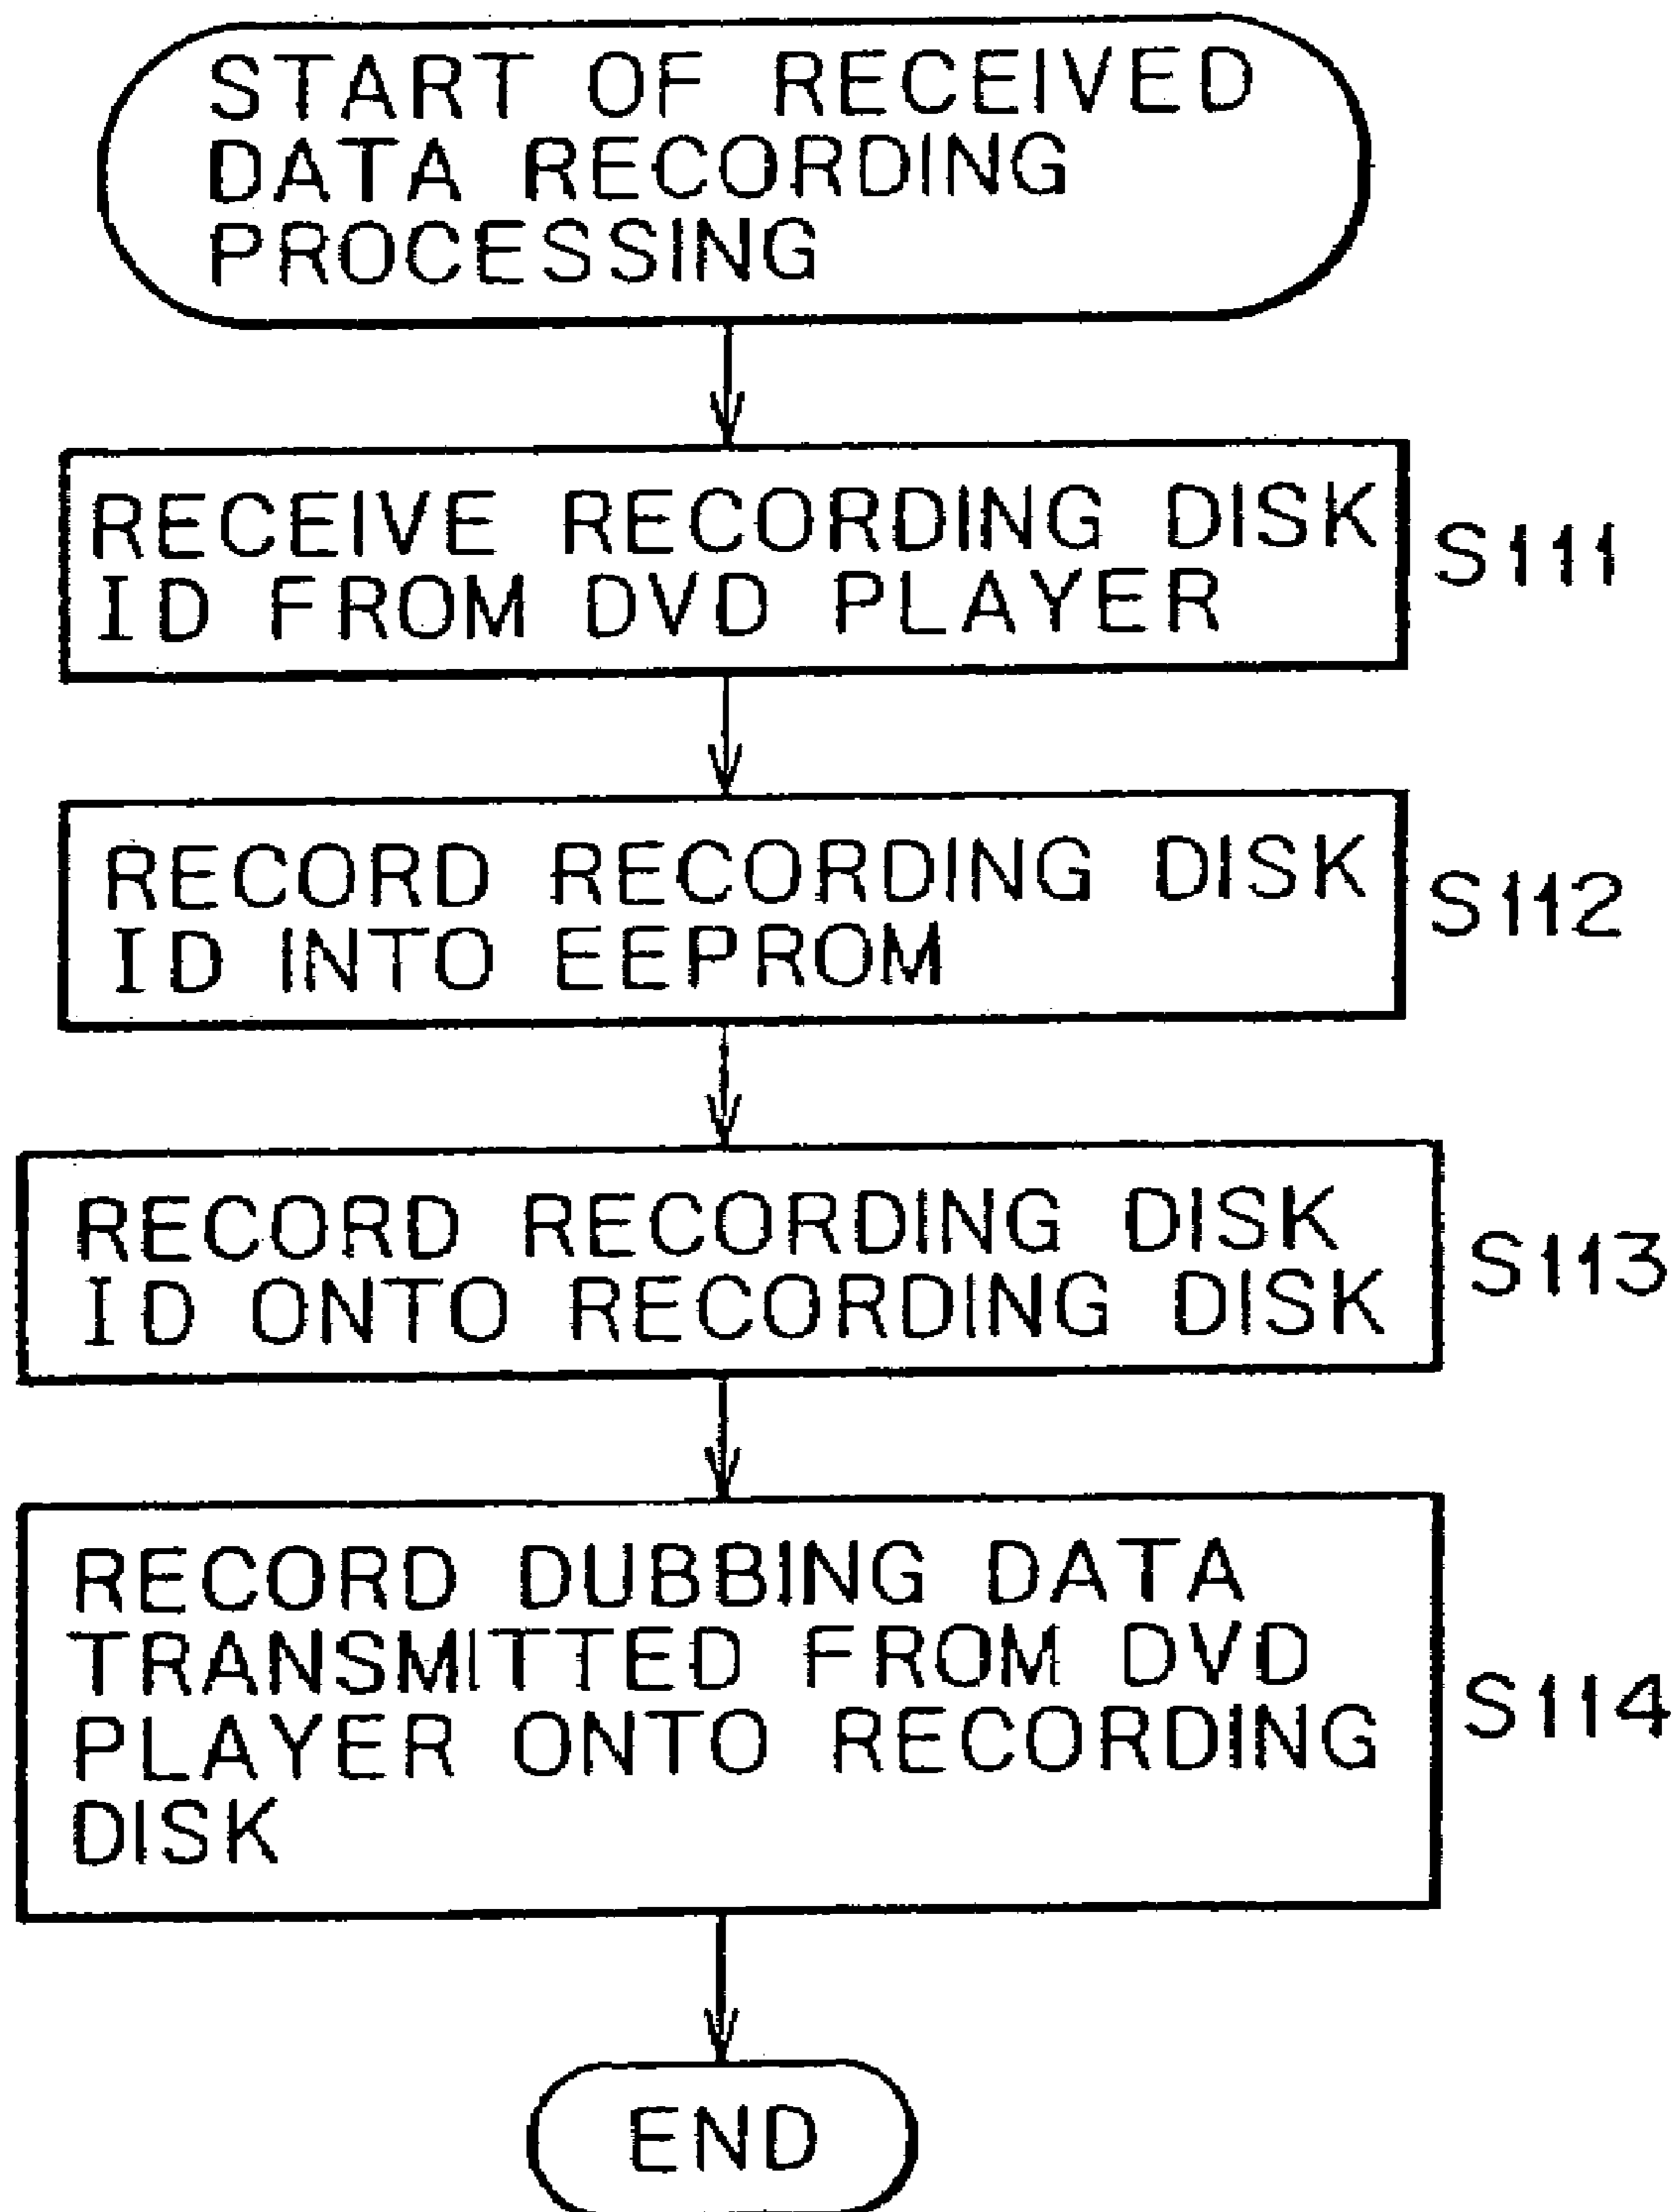 START OF RECEIVED
DATA RECORDING
PROCESSING
RECEIVE RECORDING DISK
ID FROM DVD PLAYER
S111
RECORD RECORDING DISK
ID INTO EEPROM
S112
RECORD RECORDING DISK
ID ONTO RECORDING DISK
S113
RECORD DUBBING DATA
TRANSMITTED FROM DVD
PLAYER ONTO RECORDING
DISK
S114
END